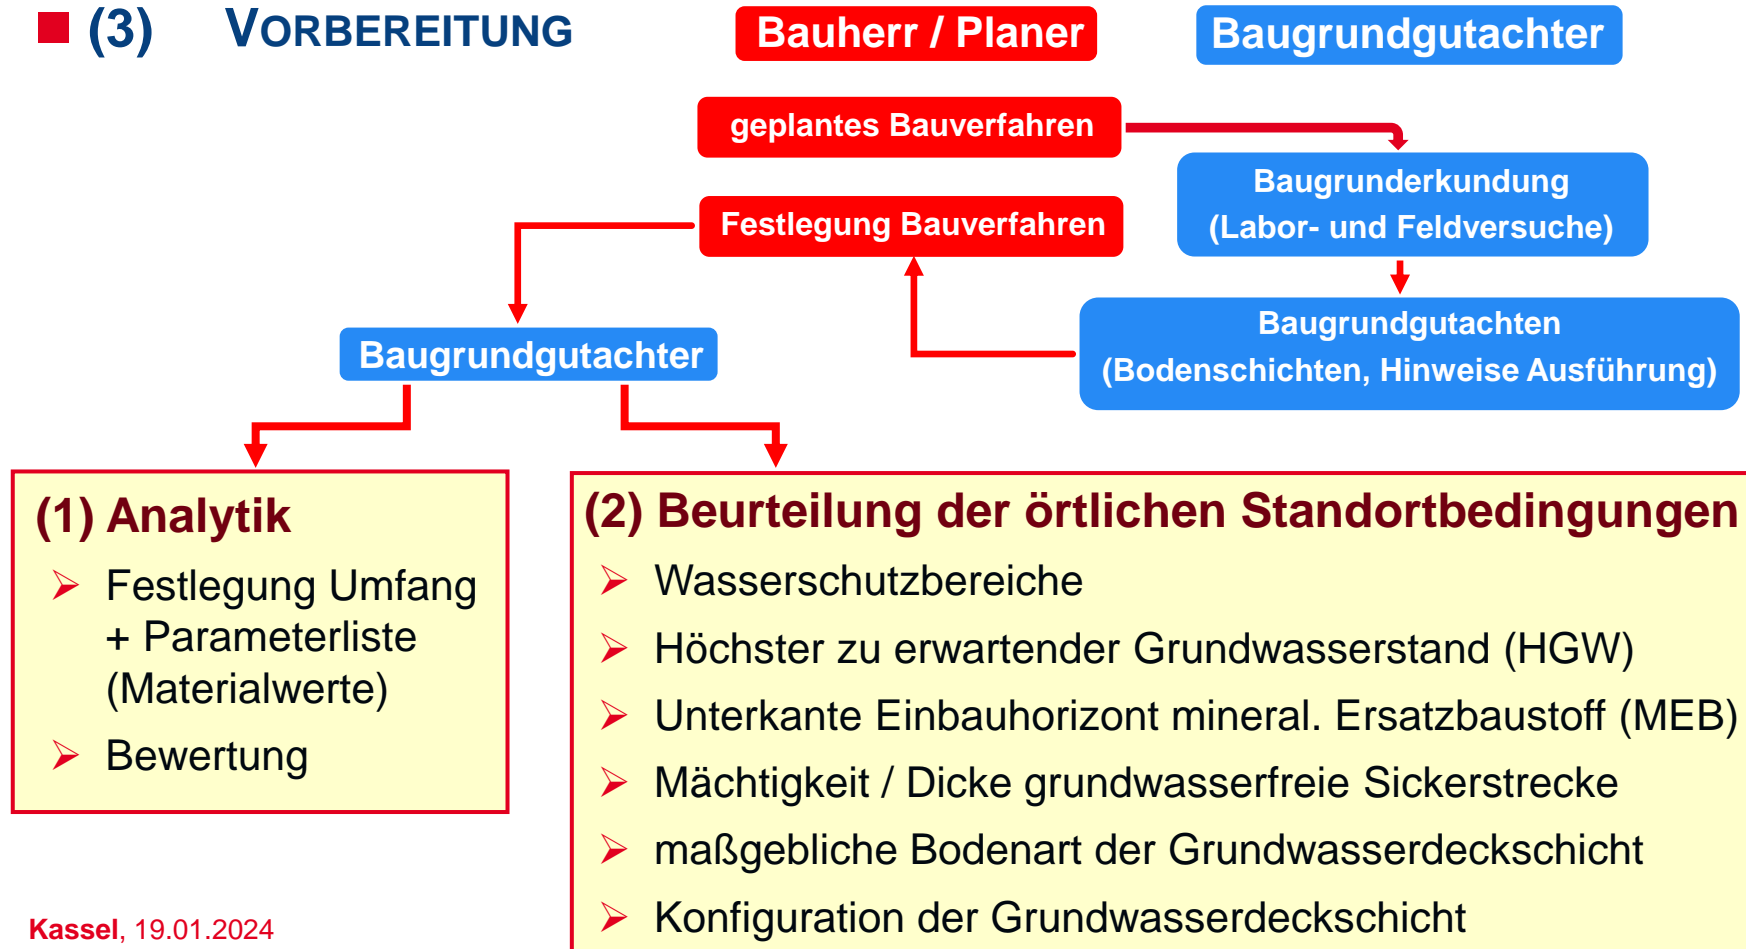 (3) VORBEREITUNG
Bauherr / Planer
Baugrundgutachter
geplantes Bauverfahren
Baugrunderkundung
(Labor- und Feldversuche)
Festlegung Bauverfahren
Baugrundgutachten
(Bodenschichten, Hinweise Ausführung)
Baugrundgutachter
(1) Analytik
Festlegung Umfang
+ Parameterliste
(Materialwerte)
Bewertung
(2) Beurteilung der örtlichen Standortbedingungen
Wasserschutzbereiche
Höchster zu erwartender Grundwasserstand (HGW)
Unterkante Einbauhorizont mineral. Ersatzbaustoff (MEB)
Mächtigkeit / Dicke grundwasserfreie Sickerstrecke
maßgebliche Bodenart der Grundwasserdeckschicht
Konfiguration der Grundwasserdeckschicht
Kassel, 19.01.2024